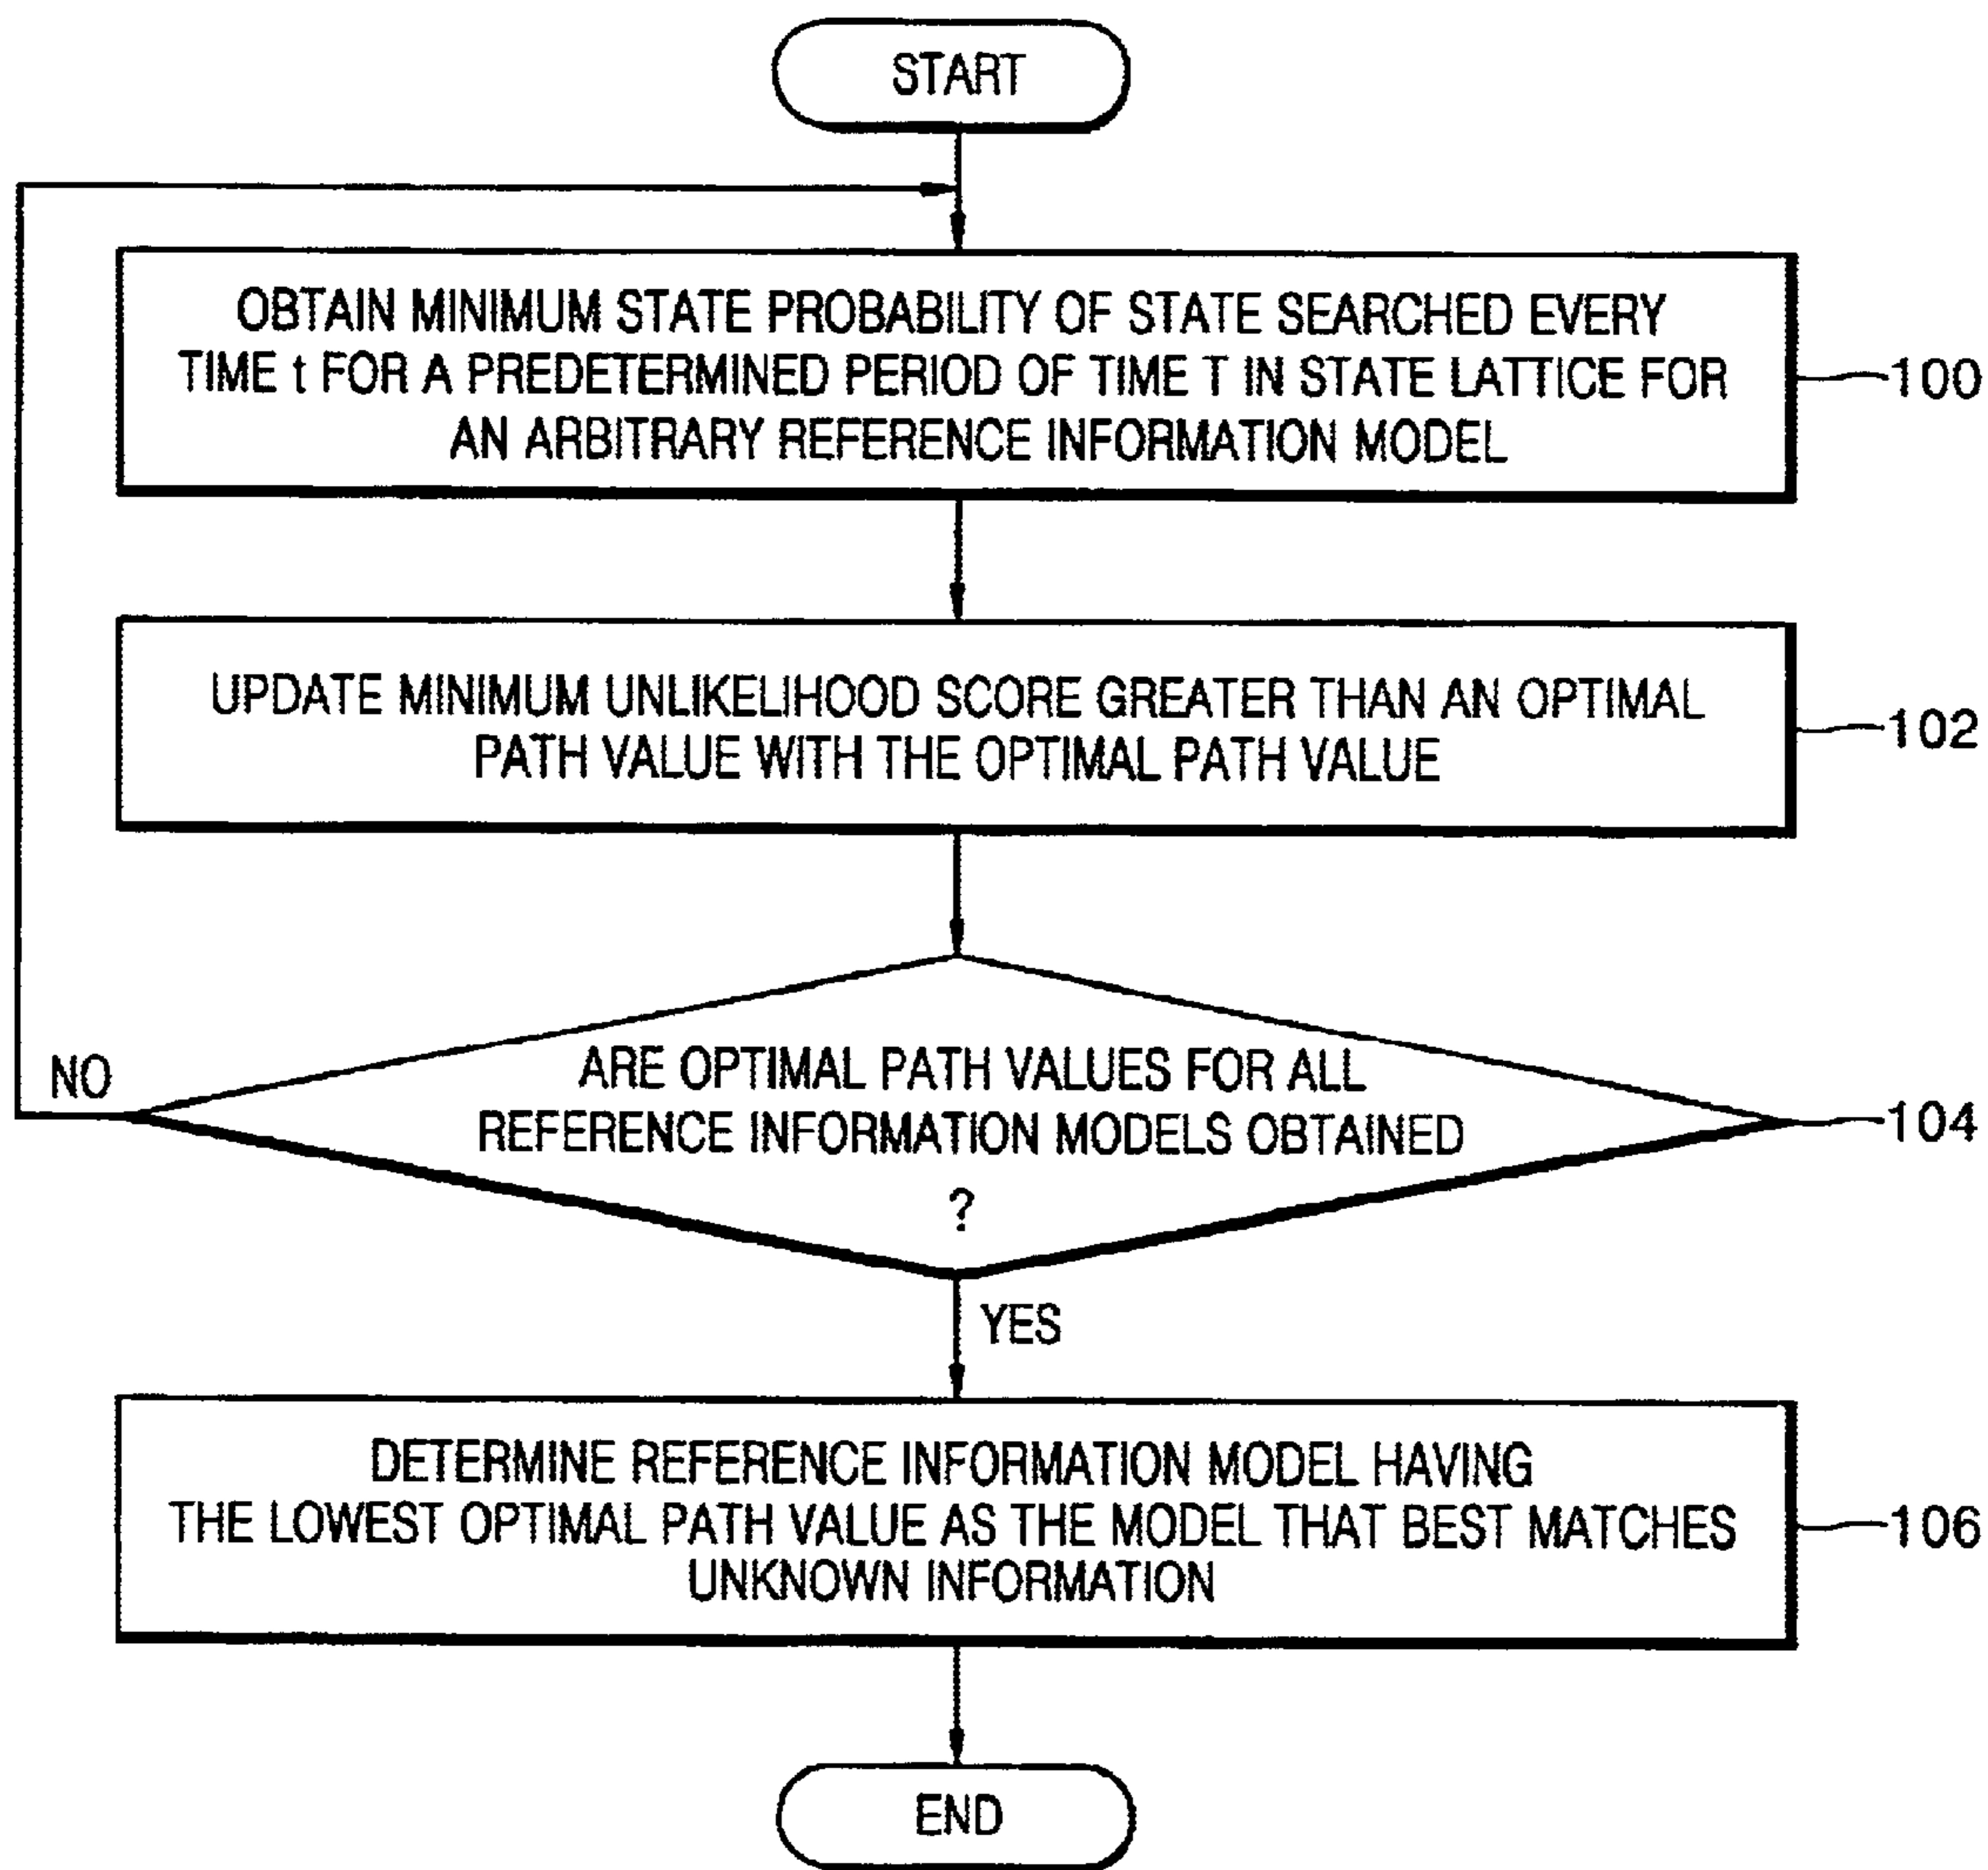 START
OBTAIN MINIMUM STATE PROBABILITY OF STATE SEARCHED EVERY
TIME t FOR A PREDETERMINED PERIOD OF TIME T IN STATE LATTICE FOR
AN ARBITRARY REFERENCE INFORMATION MODEL
100
UPDATE MINIMUM UNLIKELIHOOD SCORE GREATER THAN AN OPTIMAL
PATH VALUE WITH THE OPTIMAL PATH VALUE
102
NO
ARE OPTIMAL PATH VALUES FOR ALL
REFERENCE INFORMATION MODELS OBTAINED
?
104
YES
DETERMINE REFERENCE INFORMATION MODEL HAVING
THE LOWEST OPTIMAL PATH VALUE AS THE MODEL THAT BEST MATCHES
UNKNOWN INFORMATION
106
END